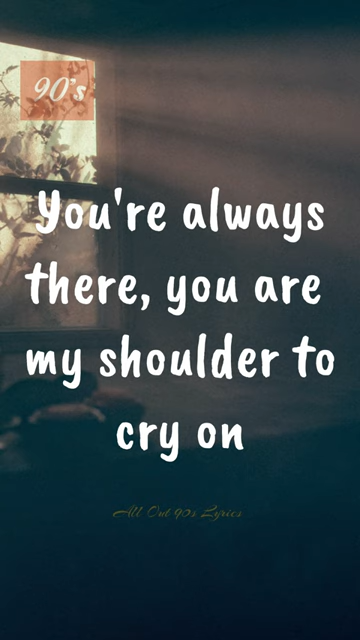 90's
You're always
there, you are
my shoulder to
cry on
All Out 90s Lyrics